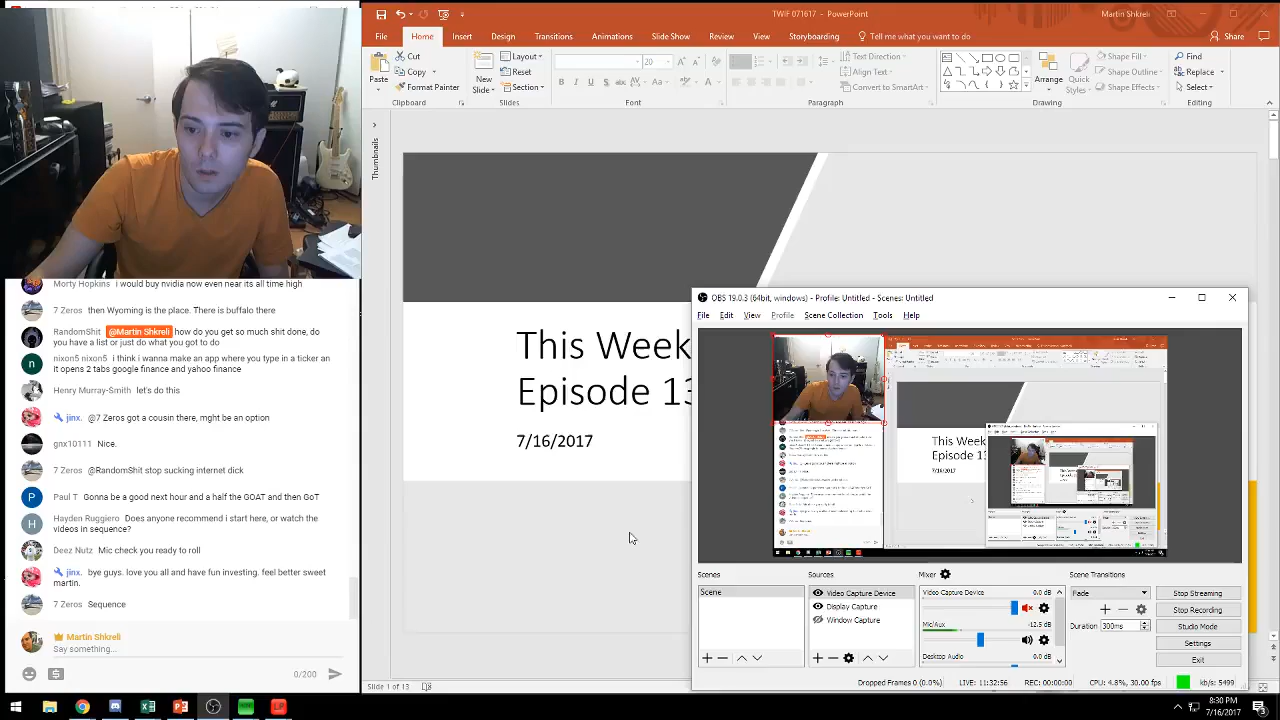 TWiF 071617 - PowerPoint
Martin Shkreli
File
Home
Insert
Design
Transitions
Animations
Slide Show
Review
View
Storyboarding
Tell me what you want to do
Share
Paste
Cut
Copy
Format Painter
Clipboard
New Slide
Layout
Reset
Section
Slides
20
Font
Text Direction
Align Text
Convert to SmartArt
Paragraph
Arrange
Quick Styles
Shape Fill
Shape Outline
Shape Effects
Drawing
Find
Replace
Select
Editing
Thumbnails
This Week
Episode 13
7/16/2017
Morty Hopkins i would buy nvidia now even near its all time high
7 Zeros then Wyoming is the place. There is buffalo there
RandomShit @Martin Shkreli how do you get so much shit done, do
you have a list or just do what you got to do
nixon5 nixon5 i think i wanna make an app where you type in a ticker an
it opens 2 tabs google finance and yahoo finance
Henry Murray-Smith let's do this
jinx. @7 Zeros got a cousin there, mght be an option
gnx10111 Nice.
7 Zeros @RandomShit stop sucking internet dick
Paul T Gonna be a good next hour and a half the GOAT and then GoT
Hayden Ruggiero Does anyone recommend i start here, or watch the
videos in sequence?
Deez Nutz Mic check you ready to roll
jinx. bye guys. love you all and have fun investing. feel better sweet
martin.
7 Zeros Sequence
Martin Shkreli
Say something...
0/200
OBS 19.0.3 (64bit, windows) - Profile: Untitled - Scenes: Untitled
File Edit View Profile Scene Collection Tools Help
This Week
Episode 13
7/16/2017
Scenes
Scene
Sources
Video Capture Device
Display Capture
Window Capture
Mixer
Video Capture Device 0.0 dB
Mic/Aux -12.5 dB
Desktop Audio 0.0 dB
Scene Transitions
Fade
Duration 300ms
Stop Streaming
Stop Recording
Studio Mode
Settings
Exit
Dropped Frames 0 (0.0%) LIVE: 11:32:56 REC: 00:00:00 CPU: 4.8%, 30.00 fps kb/s: 5499
Slide 1 of 13
8:30 PM
7/16/2017